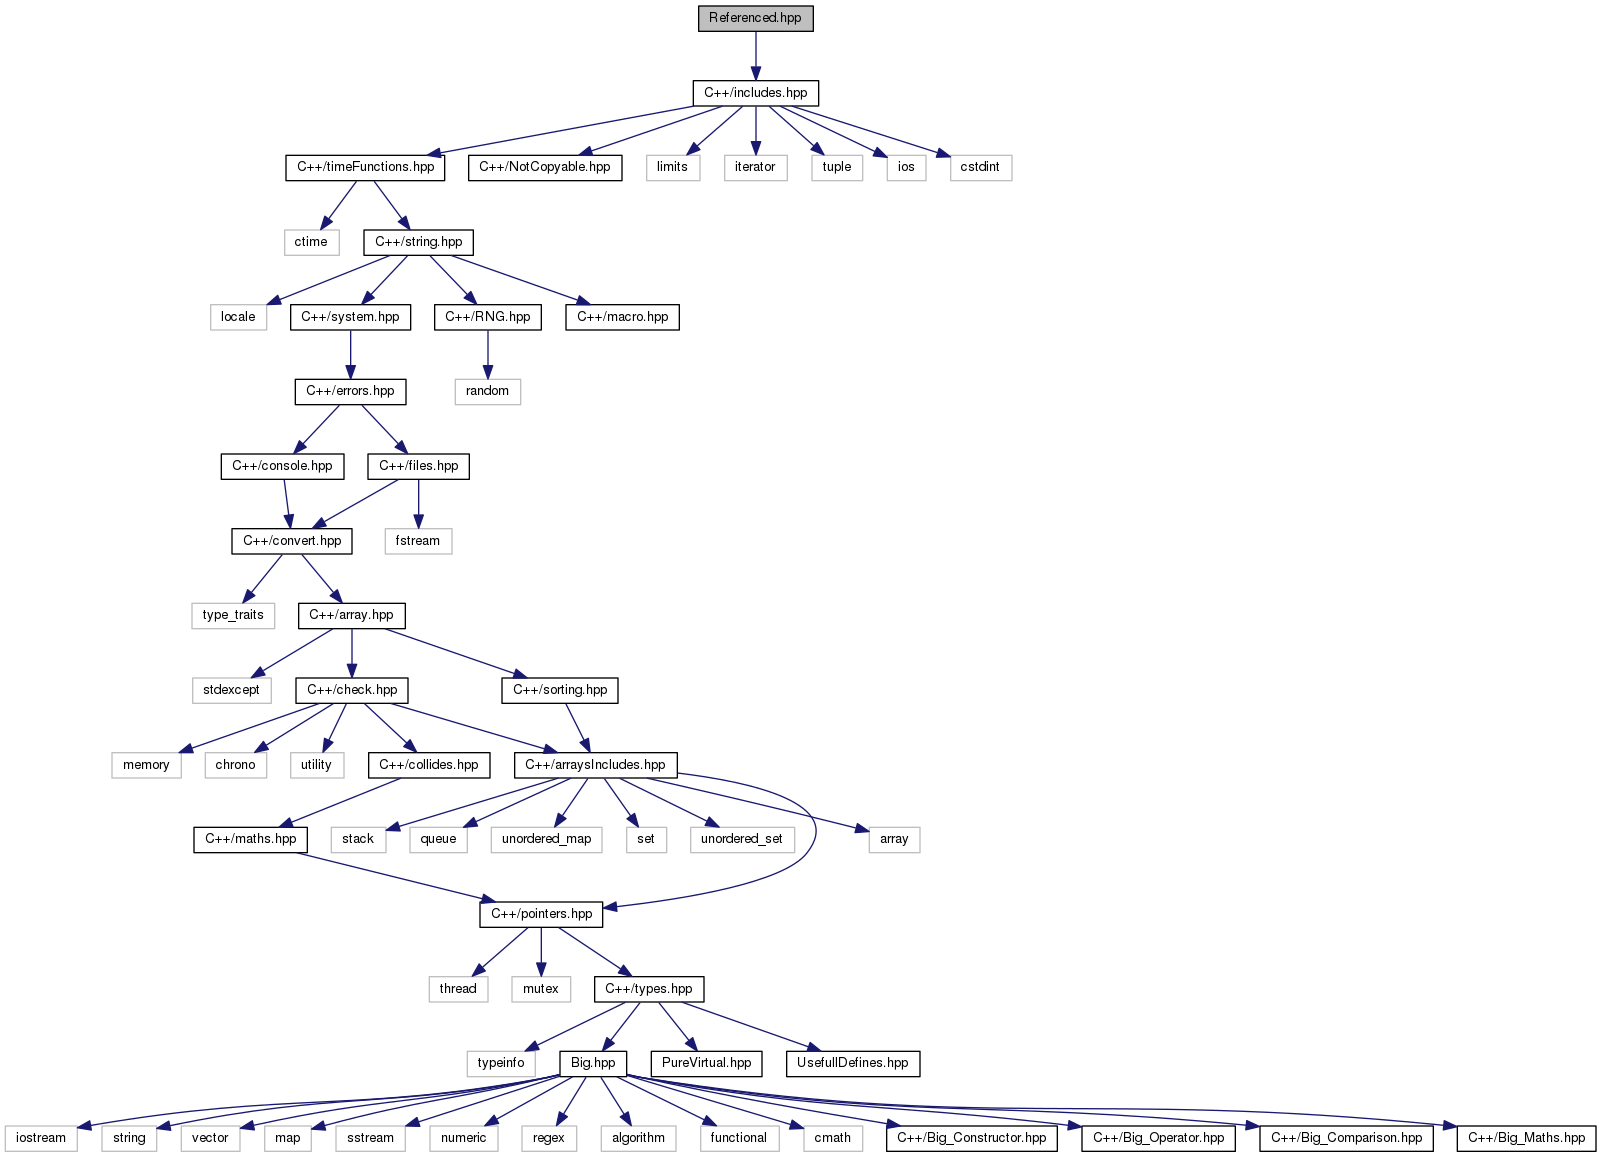 Referenced.hpp
C++/includes.hpp
C++/timeFunctions.hpp
C++/NotCopyable.hpp
limits
iterator
tuple
ios
cstdint
ctime
C++/string.hpp
locale
C++/system.hpp
C++/RNG.hpp
C++/macro.hpp
C++/errors.hpp
random
C++/console.hpp
C++/files.hpp
C++/convert.hpp
fstream
type_traits
C++/array.hpp
stdexcept
C++/check.hpp
C++/sorting.hpp
memory
chrono
utility
C++/collides.hpp
C++/arraysIncludes.hpp
C++/maths.hpp
stack
queue
unordered_map
set
unordered_set
array
C++/pointers.hpp
thread
mutex
C++/types.hpp
typeinfo
Big.hpp
PureVirtual.hpp
UsefullDefines.hpp
iostream
string
vector
map
sstream
numeric
regex
algorithm
functional
cmath
C++/Big_Constructor.hpp
C++/Big_Operator.hpp
C++/Big_Comparison.hpp
C++/Big_Maths.hpp